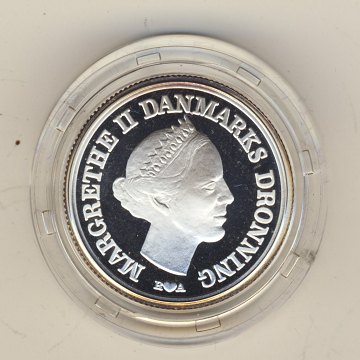 MARGRETHE II DANMARKS DRONNING
R♥A